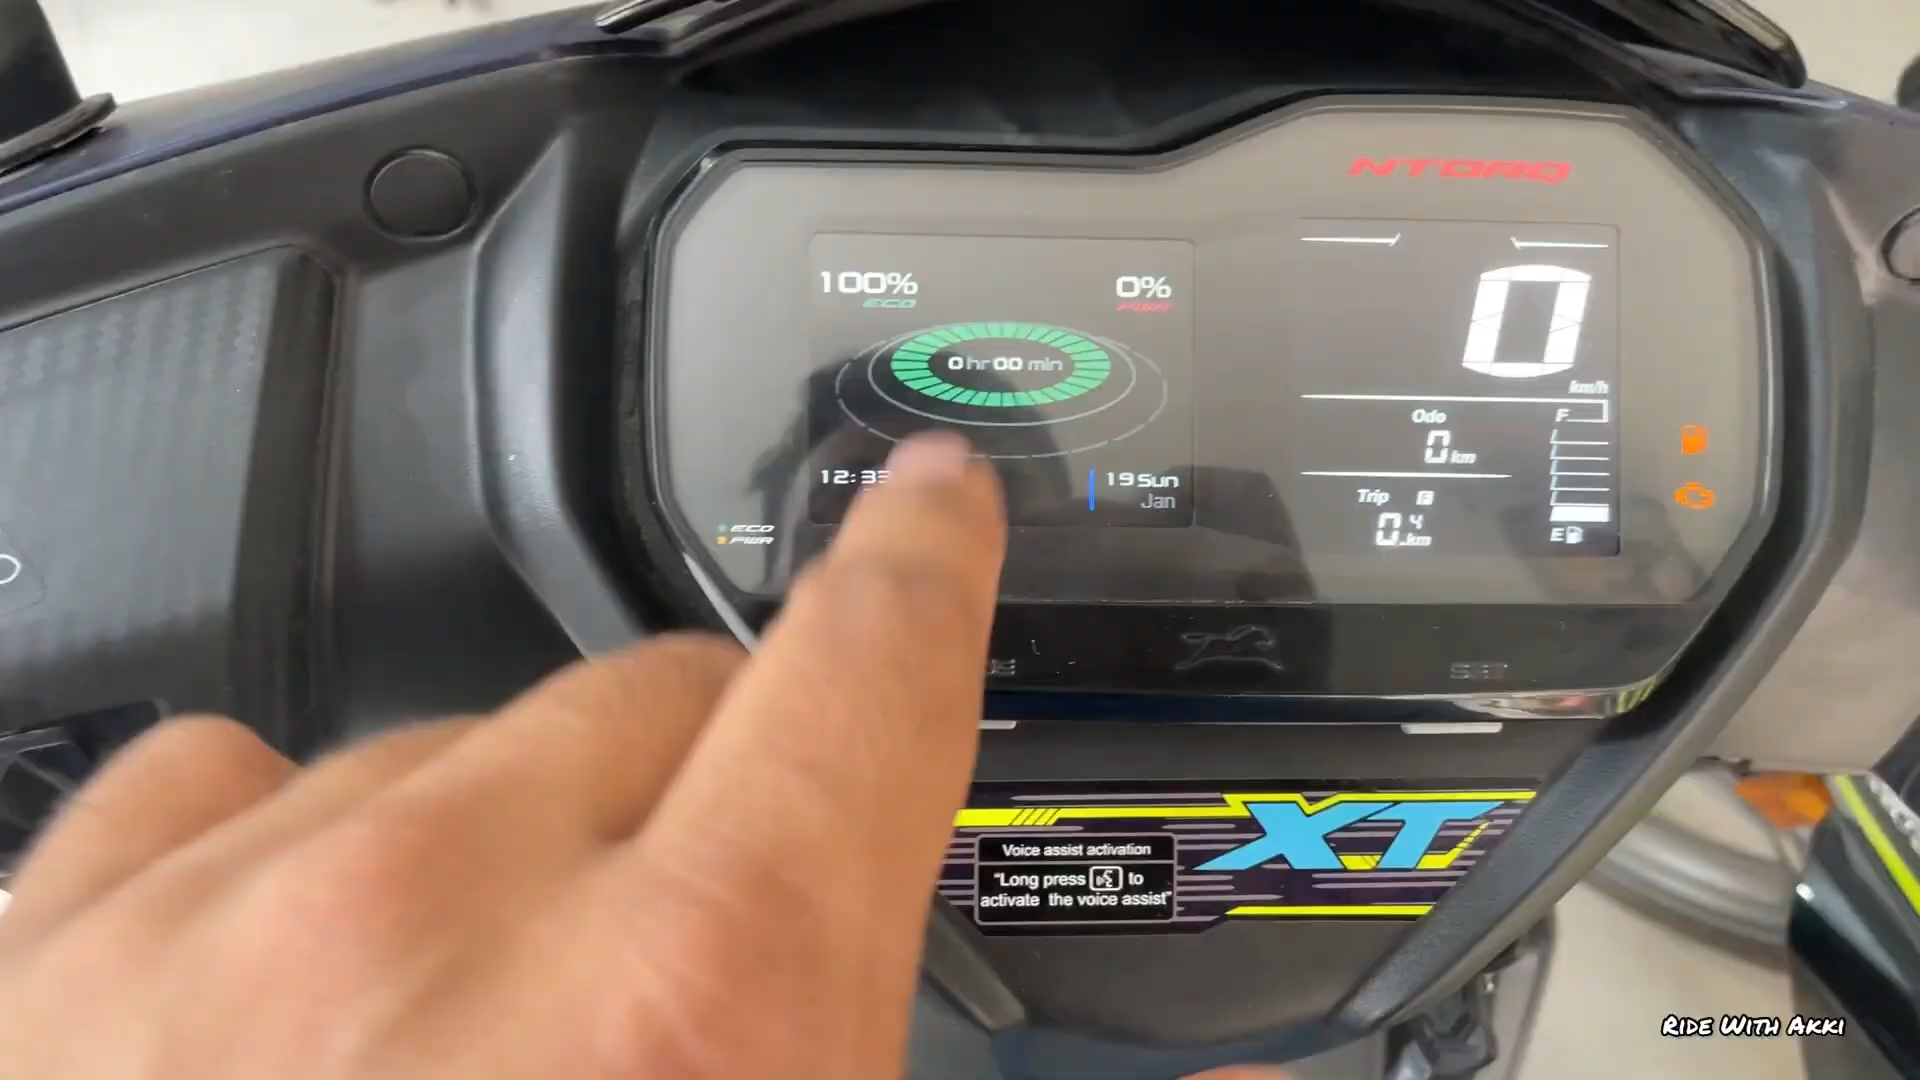 NTORQ
100%
ECO
0%
PWR
0 hr 00 min
12:33
19 Sun
Jan
ECO
PWR
0
km/h
Odo
0 km
F
Trip F
0.4 km
E
SET
XT
Voice assist activation
"Long press to
activate the voice assist"
RIDE WITH AKKI